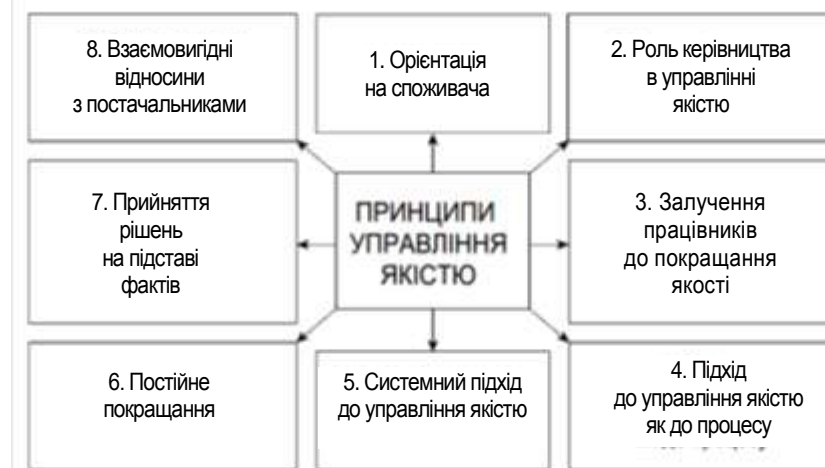 8. Взаємовигідні
відносини
з постачальниками
1. Орієнтація
на споживача
2. Роль керівництва
в управлінні
якістю
7. Прийняття
рішень
на підставі
фактів
ПРИНЦИПИ
УПРАВЛІННЯ
ЯКІСТЮ
3. Залучення
працівників
до покращання
якості
6. Постійне
покращання
5. Системний підхід
до управління якістю
4. Підхід
до управління якістю
як до процесу